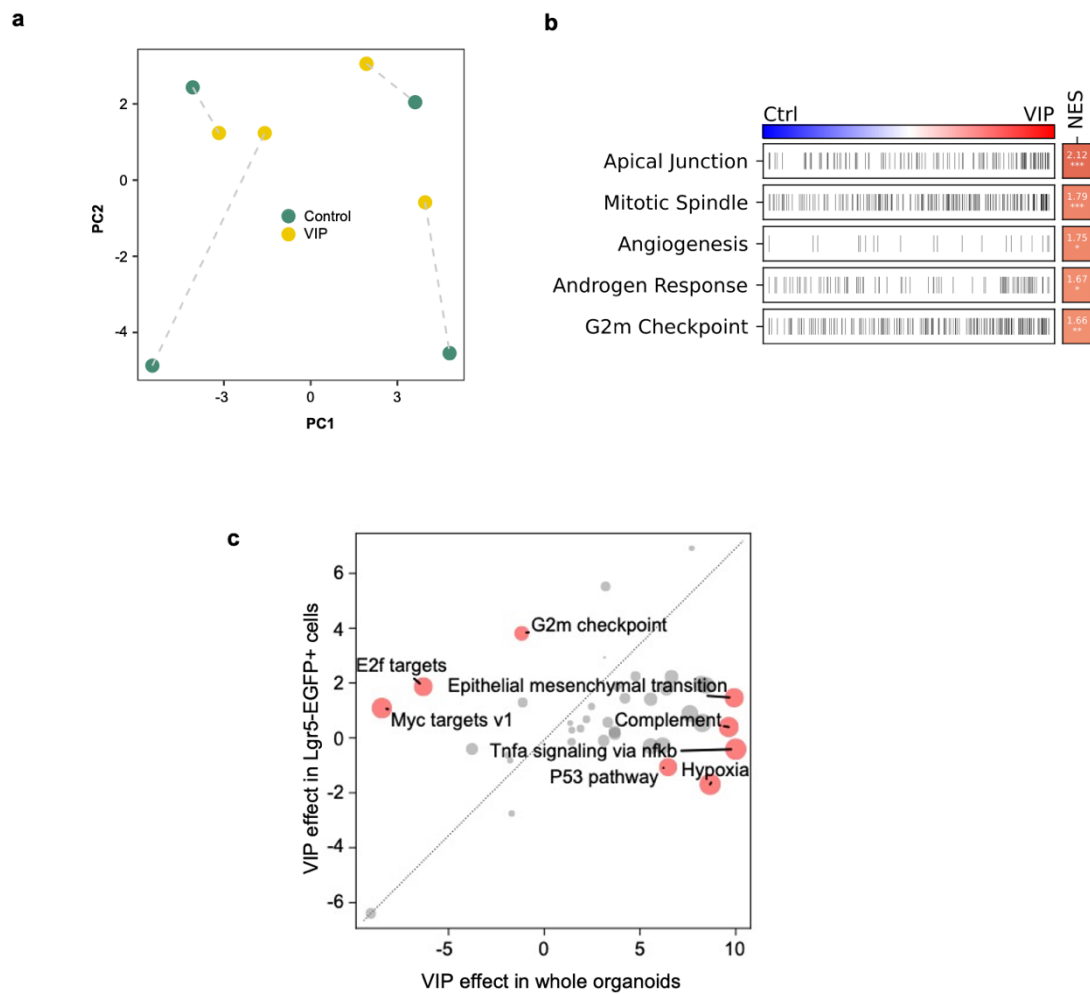 a
2
0
-2
-4
PC2
Control
VIP
-3
0
3
PC1
b
Ctrl
VIP
NES
Apical Junction
2.12
***
Mitotic Spindle
1.79
***
Angiogenesis
1.75
*
Androgen Response
1.67
*
G2m Checkpoint
1.66
**
c
6
4
2
0
-2
-4
-6
VIP effect in Lgr5-EGFP+ cells
G2m checkpoint
E2f targets
Epithelial mesenchymal transition
Myc targets v1
Complement
Tnfa signaling via nfkb
P53 pathway
Hypoxia
-5
0
5
10
VIP effect in whole organoids